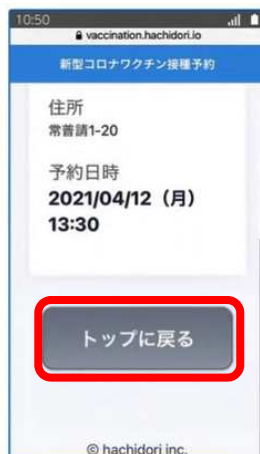 10:50
vaccination.hachidori.io
新型コロナワクチン接種予約
住所
常普請1-20
予約日時
2021/04/12（月）
13:30
トップに戻る
© hachidori inc.